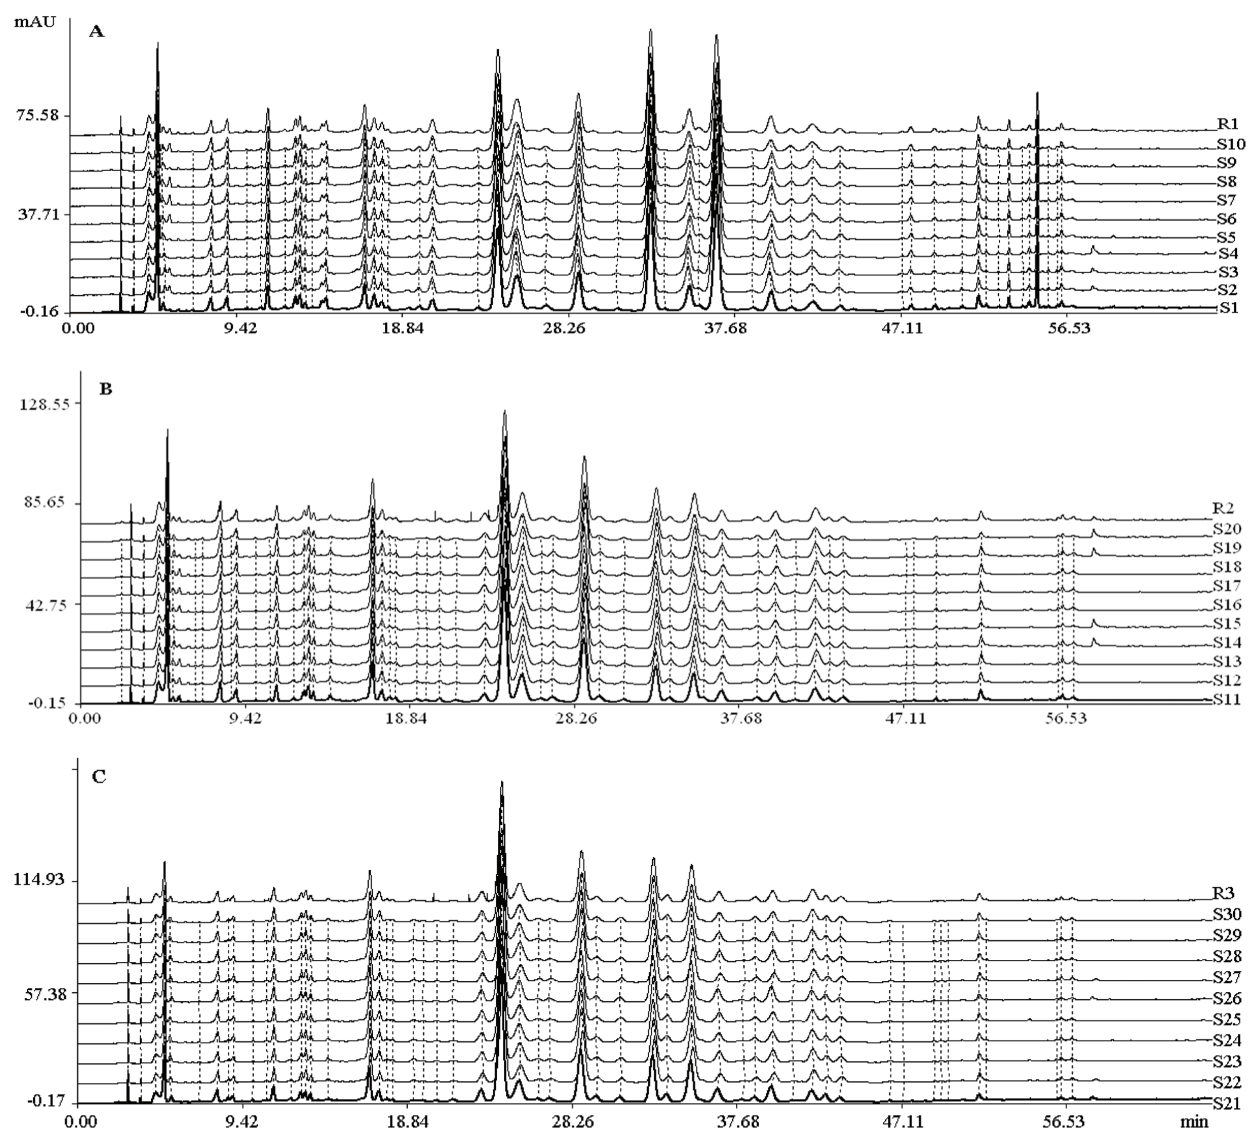 mAU
A
75.58
R1
S10
S9
S8
37.71
S7
S6
S5
S4
S3
S2
-0.16
S1
0.00 9.42 18.84 28.26 37.68 47.11 56.53
B
128.55
85.65
R2
S20
S19
S18
S17
42.75
S16
S15
S14
S13
S12
-0.15
S11
0.00 9.42 18.84 28.26 37.68 47.11 56.53
C
114.93
R3
S30
S29
S28
S27
57.38
S26
S25
S24
S23
S22
-0.17
S21
0.00 9.42 18.84 28.26 37.68 47.11 56.53 min